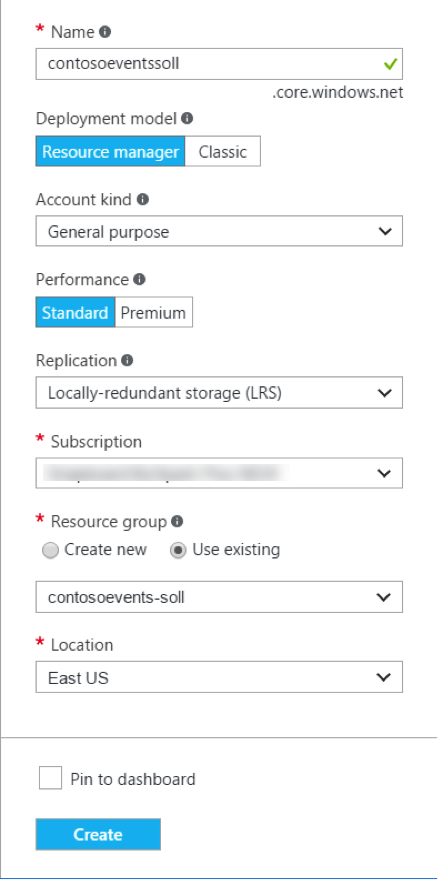 * Name
contosoeventssoll
.core.windows.net
Deployment model
Resource manager Classic
Account kind
General purpose
Performance
Standard Premium
Replication
Locally-redundant storage (LRS)
* Subscription
* Resource group
Create new Use existing
contosoevents-soll
* Location
East US
Pin to dashboard
Create